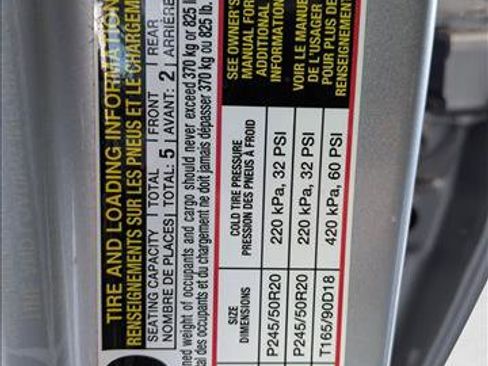 TIRE AND LOADING INFORMATION
RENSEIGNEMENTS SUR LES PNEUS ET LE CHARGEMENT
SEATING CAPACITY TOTAL FRONT REAR
NOMBRE DE PLACES TOTAL: 5 AVANT: 2 ARRIÈRE
weight of occupants and cargo should never exceed 370 kg or 825
des occupants et du chargement ne doit jamais dépasser 370 kg ou 825 lb.
SIZE
DIMENSIONS
COLD TIRE PRESSURE
PRESSION DES PNEUS À FROID
P245/50R20 220 kPa, 32 PSI
P245/50R20 220 kPa, 32 PSI
T165/90D18 420 kPa, 60 PSI
SEE OWNER'S
MANUAL FOR
ADDITIONAL
INFORMATION
VOIR LE MANUEL
DE L'USAGER
POUR PLUS DE
RENSEIGNEMENTS